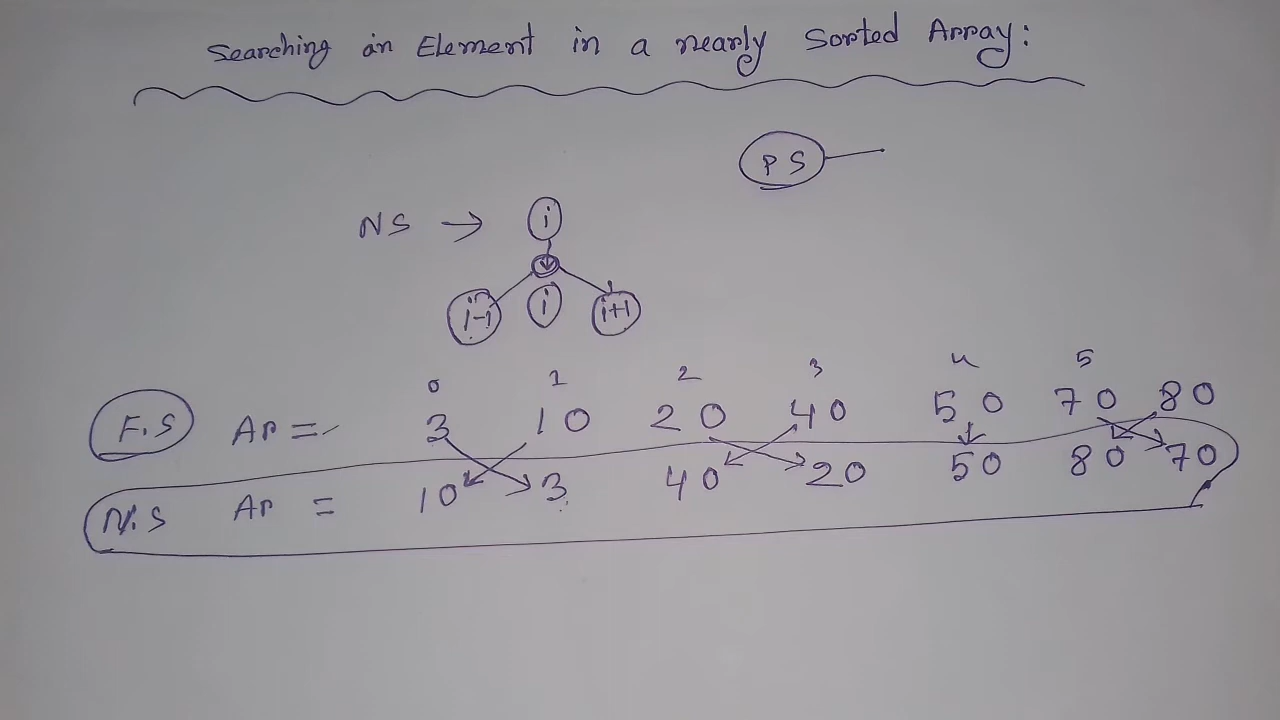 Searching an Element in a nearly Sorted Array:
PS
NS → i
i-1 i i+1
0 1 2 3 4 5
F.S Ar = 3 10 20 40 50 70 80
N.S Ar = 10 3 40 20 50 80 70